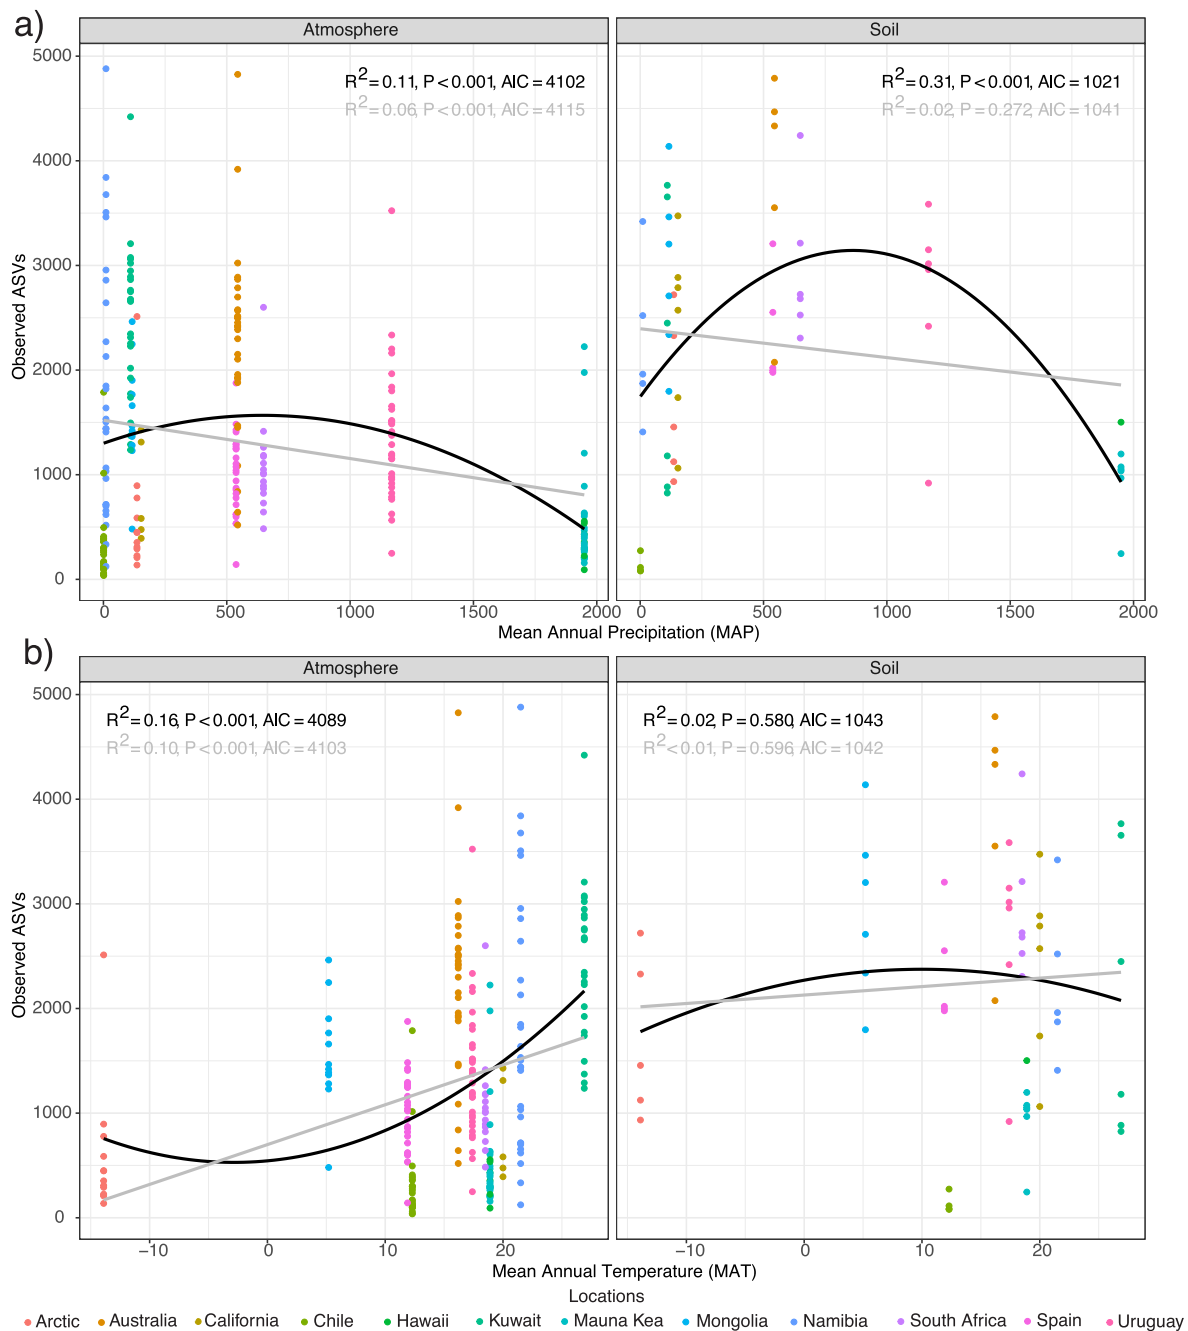 a)
Atmosphere
Soil
R²=0.11, P<0.001, AIC=4102
R²=0.06, P<0.001, AIC=4115
R²=0.31, P<0.001, AIC=1021
R²=0.02, P=0.272, AIC=1041
Observed ASVs
5000
4000
3000
2000
1000
0
0 500 1000 1500 2000
0 500 1000 1500 2000
Mean Annual Precipitation (MAP)
b)
Atmosphere
Soil
R²=0.16, P<0.001, AIC=4089
R²=0.10, P<0.001, AIC=4103
R²=0.02, P=0.580, AIC=1043
R²<0.01, P=0.596, AIC=1042
Observed ASVs
5000
4000
3000
2000
1000
0
−10 0 10 20
−10 0 10 20
Mean Annual Temperature (MAT)
Locations
Arctic Australia California Chile Hawaii Kuwait Mauna Kea Mongolia Namibia South Africa Spain Uruguay